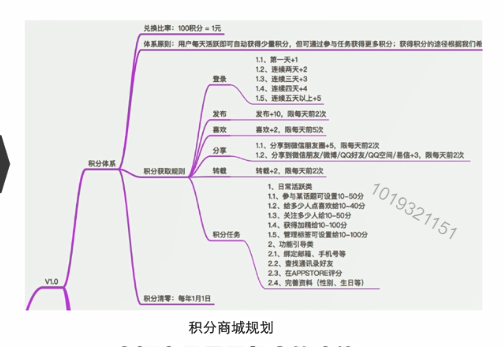 兑换比率：100积分 = 1元
体系原则：用户每天活跃即可自动获得少量积分，但可通过参与任务获得更多积分；获得积分的途径根据我们希
登录
1.1、第一天+1
1.2、连续两天+2
1.3、连续三天+3
1.4、连续四天+4
1.5、连续五天以上+5
发布
发布+10，限每天前2次
喜欢
喜欢+2，限每天前5次
分享
1.1、分享到微信朋友圈+5，限每天前2次
1.2、分享到微信朋友/微博/QQ好友/QQ空间/易信+3，限每天前2次
积分体系
积分获取规则
转载
转载+2，限每天前2次
积分任务
1、日常活跃类
1.1、参与某话题可设置10-50分
1.2、给多少人点喜欢给10-40分
1.3、关注多少人给10-50分
1.4、获得加精给10-100分
1.5、管理标签可设置给10-100分
2、功能引导类
2.1、绑定邮箱、手机号等
2.2、查找通讯录好友
2.3、在APPSTORE评分
2.4、完善资料（性别、生日等）
1019321151
V1.0
积分清零：每年1月1日
积分商城规划